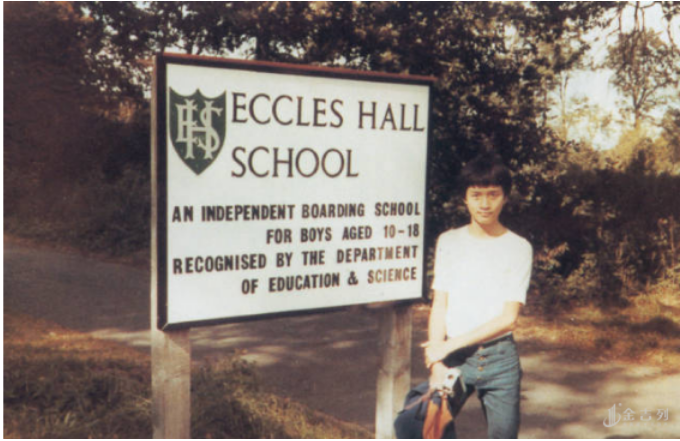 EHS
ECCLES HALL
SCHOOL
AN INDEPENDENT BOARDING SCHOOL
FOR BOYS AGED 10-18
RECOGNISED BY THE DEPARTMENT
OF EDUCATION & SCIENCE